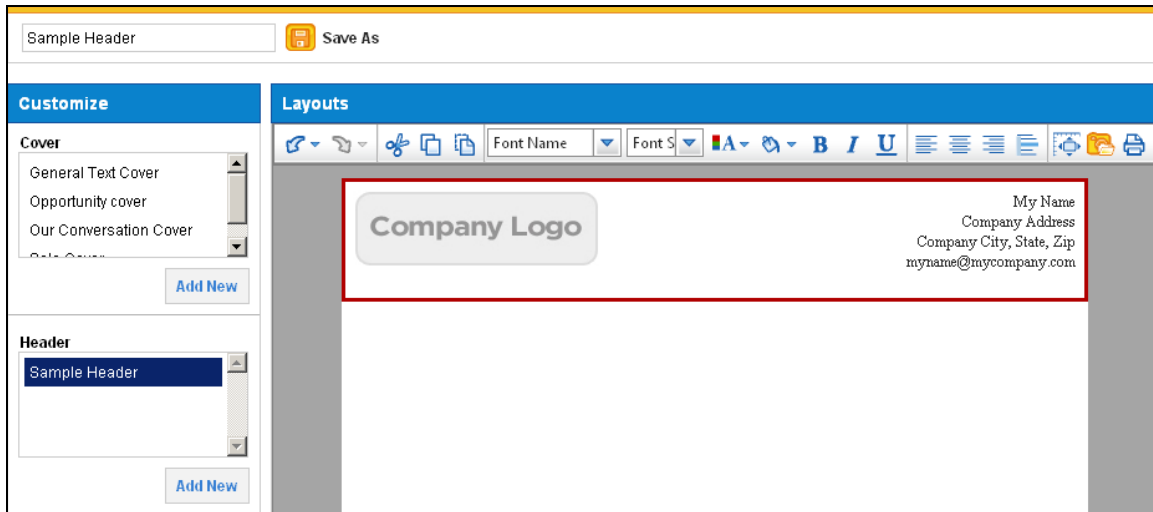 Sample Header
Save As
Customize
Cover
General Text Cover
Opportunity cover
Our Conversation Cover
Add New
Header
Sample Header
Add New
Layouts
Font Name
Font S
A
B
I
U
Company Logo
My Name
Company Address
Company City, State, Zip
myname@mycompany.com